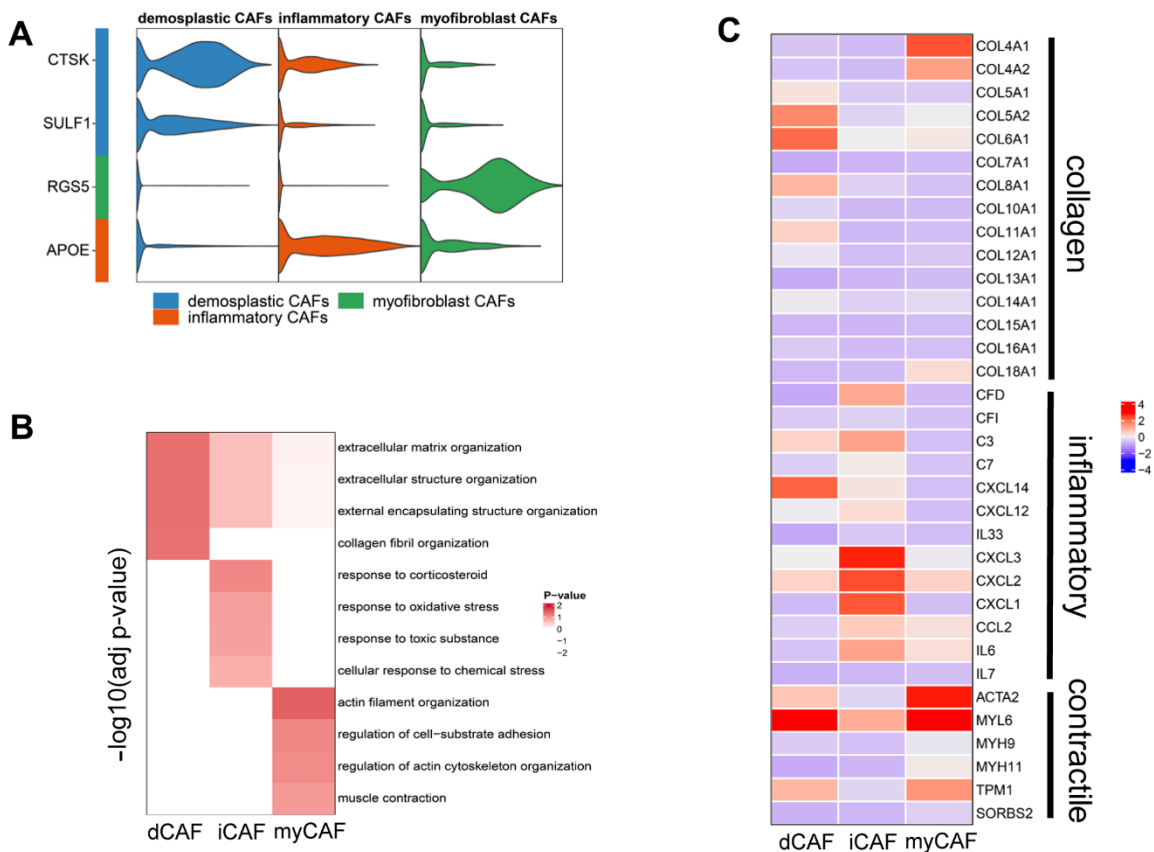 A
demosplastic CAFs inflammatory CAFs myofibroblast CAFs
CTSK
SULF1
RGS5
APOE
demosplastic CAFs myofibroblast CAFs
inflammatory CAFs
B
−log10(adj p-value)
extracellular matrix organization
extracellular structure organization
external encapsulating structure organization
collagen fibril organization
response to corticosteroid
response to oxidative stress
response to toxic substance
cellular response to chemical stress
actin filament organization
regulation of cell−substrate adhesion
regulation of actin cytoskeleton organization
muscle contraction
dCAF iCAF myCAF
P−value
2
1
0
−1
−2
C
COL4A1
COL4A2
COL5A1
COL5A2
COL6A1
COL7A1
COL8A1
COL10A1
COL11A1
COL12A1
COL13A1
COL14A1
COL15A1
COL16A1
COL18A1
CFD
CFI
C3
C7
CXCL14
CXCL12
IL33
CXCL3
CXCL2
CXCL1
CCL2
IL6
IL7
ACTA2
MYL6
MYH9
MYH11
TPM1
SORBS2
dCAF iCAF myCAF
collagen
inflammatory
contractile
4
2
0
−2
−4